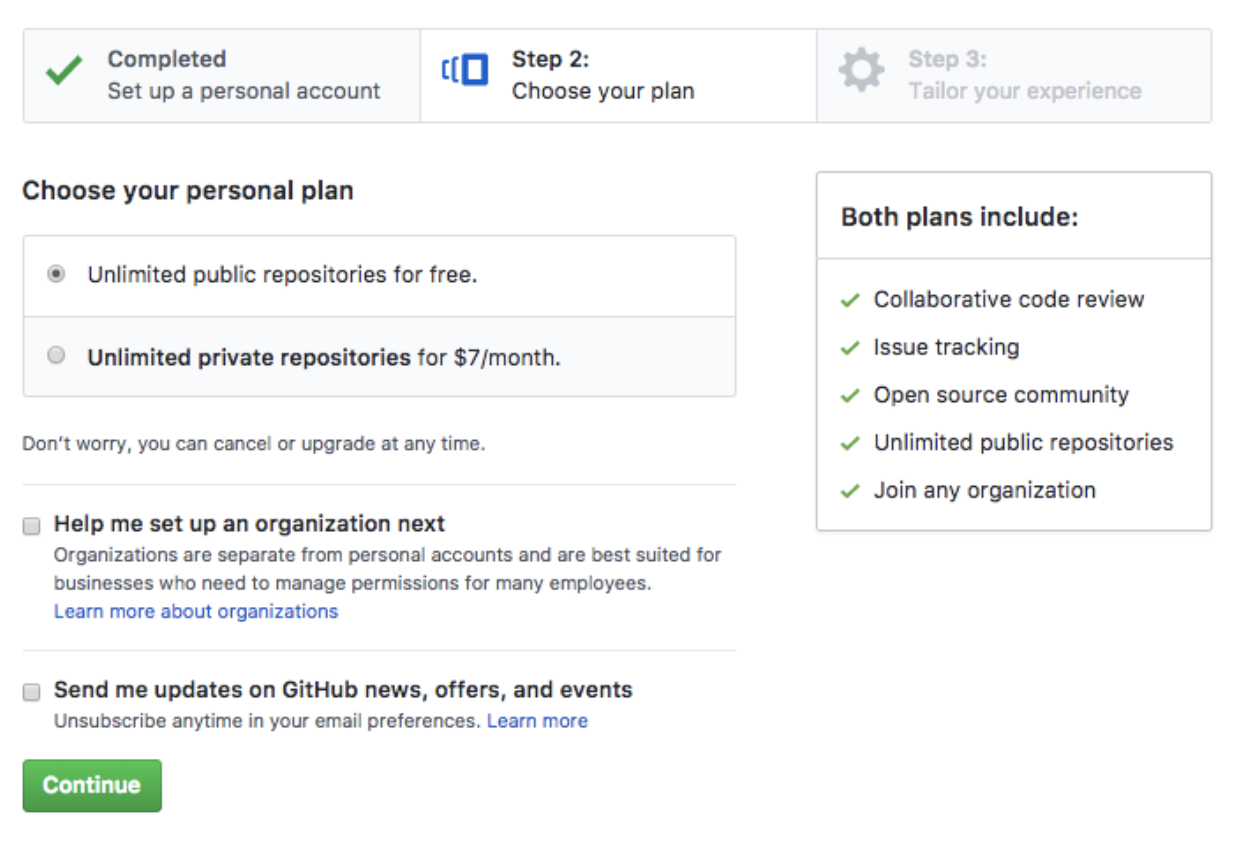 Completed
Set up a personal account
Step 2:
Choose your plan
Step 3:
Tailor your experience
Choose your personal plan
Unlimited public repositories for free.
Unlimited private repositories for $7/month.
Don't worry, you can cancel or upgrade at any time.
Help me set up an organization next
Organizations are separate from personal accounts and are best suited for
businesses who need to manage permissions for many employees.
Learn more about organizations
Send me updates on GitHub news, offers, and events
Unsubscribe anytime in your email preferences. Learn more
Continue
Both plans include:
Collaborative code review
Issue tracking
Open source community
Unlimited public repositories
Join any organization